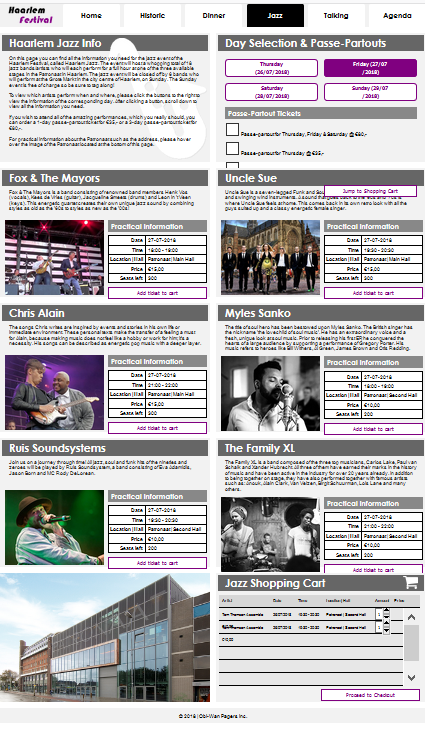 Haarlem
Festival
Home
Historic
Dinner
Jazz
Talking
Agenda
Haarlem Jazz Info
On this page you can find all the information you need for the jazz event of the
Haarlem Festival, called Haarlem Jazz. The event will host a whopping total of 18
jazz bands/artists who will each perform for a full hour at one of the three available
stages in the Patronaat in Haarlem. The jazz event will be closed of by 6 bands who
will perform at the Grote Markt in the city centre of Haarlem, on Sunday. The Sunday
event is free of charge so be sure to tag along!
To view which artists perform when and where, please click the buttons to the right to
view the information of the corresponding day. After clicking a button, scroll down to
view all the information you need.
If you wish to attend all of the amazing performances, which you really should, you
can order a 1-day passe-partout ticket for €35,- or a 3-day passe-partout ticket for
€80,-.
For practical information about the Patronaat such as the address, please hover
over the image of the Patronaat located at the bottom of this page.
Day Selection & Passe-Partouts
Thursday
(26/07/2018)
Friday (27/07
/2018)
Saturday
(28/07/2018)
Sunday (29/07
/2018)
Passe-Partout Tickets
Passe-partout for Thursday, Friday & Saturday @ €80,-
Passe-partout for Thursday @ €35,-
Jump to Shopping Cart
Fox & The Mayors
Fox & The Mayors is a band consisting of renowned band members Henk Vos
(vocals), Kees de Vries (guitar), Jacqueline Smeets (drums) and Leon in 't Veen
(keys). This energetic quartet creates their own unique jazz sound by combining
styles as old as the '60s to styles as new as the '00s!
Practical Information
Date 27-07-2018
Time 18:00 - 19:00
Location | Hall Patronaat | Main Hall
Price €15,00
Seats left 300
Add ticket to cart
Uncle Sue
Uncle Sue is a seven-legged Funk and Sou
and swinging wind instruments. A sound that
where Uncle Sue feels at home. This comes back in its own retro look with all the
guys suited up and a classy energetic female singer.
Practical Information
Date 27-07-2018
Time 19:30 - 20:30
Location | Hall Patronaat | Main Hall
Price €15,00
Seats left 300
Add ticket to cart
Chris Alain
The songs Chris writes are inspired by events and stories in his own life or
immediate environment. These personal texts make the transfer of a feeling a must
for Alain, because making music does not feel like a hobby or work for him; it's a
necessity. His songs can be described as energetic pop music with a deeper layer.
Practical Information
Date 27-07-2018
Time 21:00 - 22:00
Location | Hall Patronaat | Main Hall
Price €15,00
Seats left 300
Add ticket to cart
Myles Sanko
The title of soul hero has been bestowed upon Myles Sanko. The British singer has
the nickname 'the lovechild of soul music'. He has an extraordinary voice and a
fresh, unique look at soul music. Prior to releasing his first EP he conquered the
hearts of a large audience by supporting a performance of Gregory Porter. His
music refers to heroes like Bill Withers, Al Green, James Brown and Otis Redding.
Practical Information
Date 27-07-2018
Time 18:00 - 19:00
Location | Hall Patronaat | Second Hall
Price €10,00
Seats left 200
Add ticket to cart
Ruis Soundsystems
Join us on a journey through time! All jazz, soul and funk hits of the nineties and
zeroes will be played by Ruis Soundsystem, a band consisting of Eva Adamidis,
Jason Born and MC Rody DeLorean.
Practical Information
Date 27-07-2018
Time 19:30 - 20:30
Location | Hall Patronaat | Second Hall
Price €10,00
Seats left 200
Add ticket to cart
The Family XL
The Family XL is a band composed of the three top musicians, Carlos Lake, Paul van
Schaik and Xander Hubrecht. All three of them have earned their marks in the history
of music and have been active in the industry for over 20 years already. In addition
to being together on stage, they have also performed together with famous artists
such as: Anouk, Alain Clark, Van Velzen, Birgit Schuurman, Lois Lane and many
others.
Practical Information
Date 27-07-2018
Time 21:00 - 22:00
Location | Hall Patronaat | Second Hall
Price €10,00
Seats left 200
Add ticket to cart
Jazz Shopping Cart
Artist Date Time Location | Hall Amount Price
Tom Thomson Assemble 26/07/2018 19:30 - 20:30 Patronaat | Second Hall 1
Tom Thomson Assemble 26/07/2018 19:30 - 20:30 Patronaat | Second Hall 1
€10,00
Proceed to Checkout
© 2018 | Obi-Wan Pagers Inc.